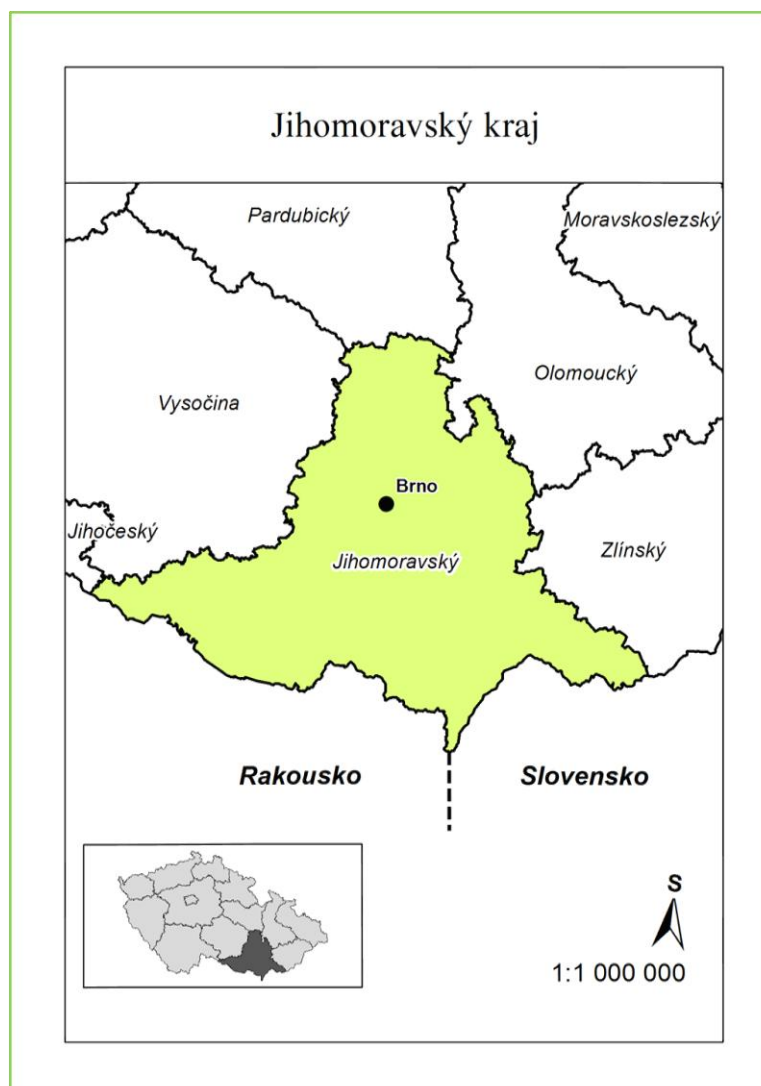 Jihomoravský kraj
Pardubický
Moravskoslezský
Olomoucký
Vysočina
Brno
Jihočeský
Zlínský
Jihomoravský
Rakousko
Slovensko
S
1:1 000 000